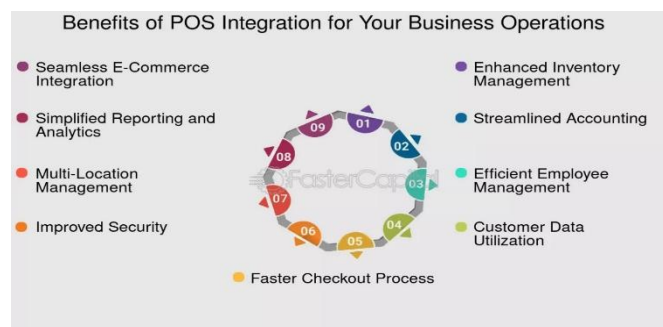 Benefits of POS Integration for Your Business Operations
Seamless E-Commerce
Integration
Simplified Reporting and
Analytics
Multi-Location
Management
Improved Security
Enhanced Inventory
Management
Streamlined Accounting
Efficient Employee
Management
Customer Data
Utilization
Faster Checkout Process
09
01
08
02
FasterCapital
03
07
04
06
05